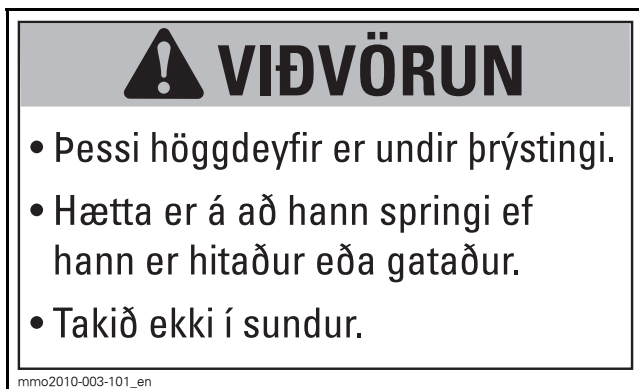 VIÐVÖRUN
• Þessi höggdeyfir er undir þrýstingi.
• Hætta er á að hann springi ef
hann er hitaður eða gataður.
• Takið ekki í sundur.
mmo2010-003-101_en